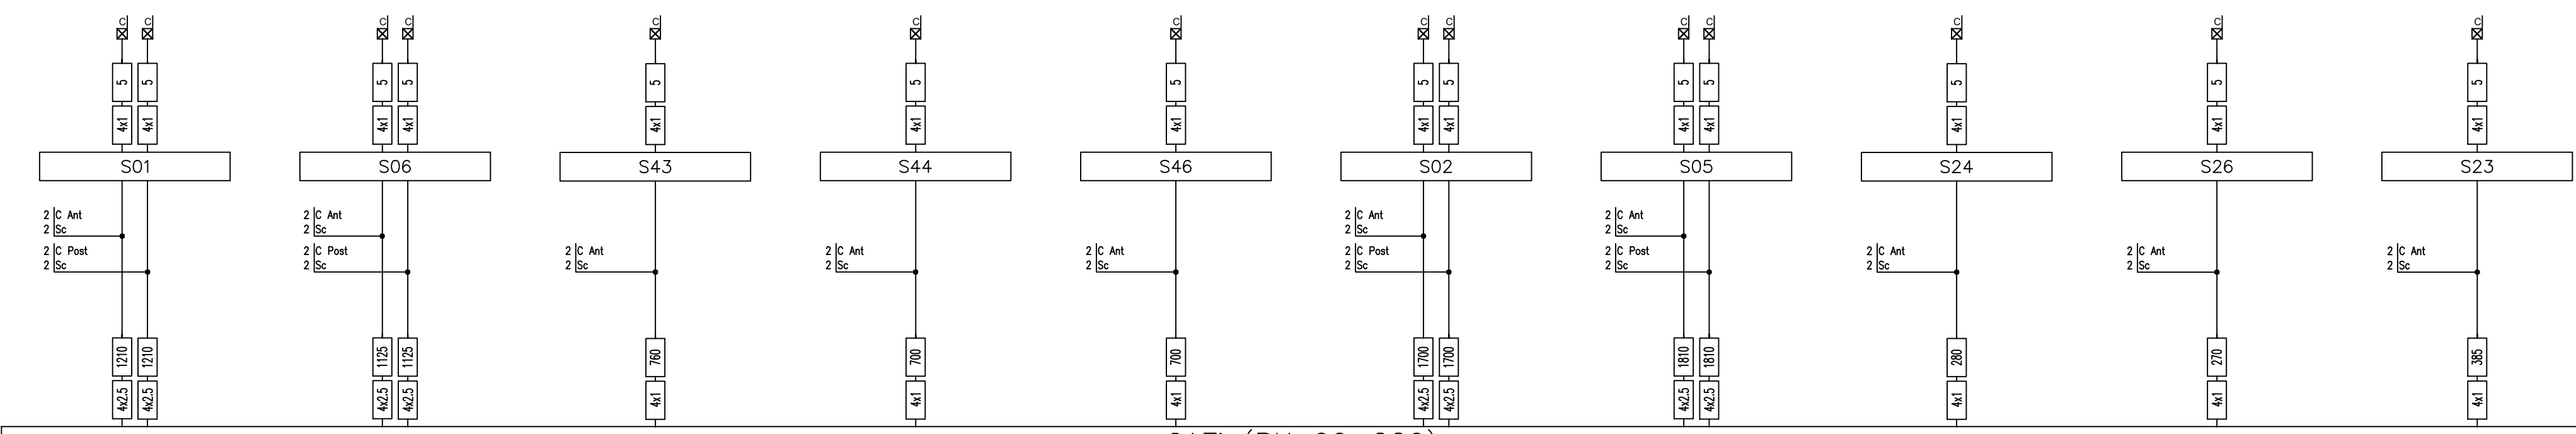 C C C C C C C C C C C C C C
5 5 5 5 5 5 5 5 5 5 5 5 5 5
4x1 4x1 4x1 4x1 4x1 4x1 4x1 4x1 4x1 4x1 4x1 4x1 4x1 4x1
S01 S06 S43 S44 S46 S02 S05 S24 S26 S23
2 C Ant 2 C Ant 2 C Ant 2 C Ant
2 Sc 2 Sc 2 Sc 2 Sc
2 C Post 2 C Post 2 C Ant 2 C Ant 2 C Ant 2 C Post 2 C Post 2 C Ant 2 C Ant 2 C Ant
2 Sc 2 Sc 2 Sc 2 Sc 2 Sc 2 Sc 2 Sc 2 Sc 2 Sc 2 Sc
1210 1210 1125 1125 760 700 700 1700 1700 1810 1810 280 270 385
4x2.5 4x2.5 4x2.5 4x2.5 4x1 4x1 4x1 4x2.5 4x2.5 4x2.5 4x2.5 4x1 4x1 4x1